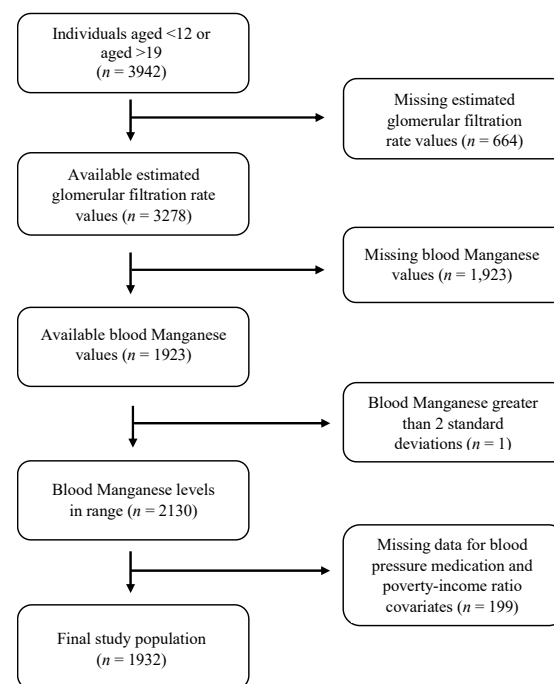 Individuals aged <12 or
aged >19
(n = 3942)
Missing estimated
glomerular filtration
rate values (n = 664)
Available estimated
glomerular filtration rate
values (n = 3278)
Missing blood Manganese
values (n = 1,923)
Available blood Manganese
values (n = 1923)
Blood Manganese greater
than 2 standard
deviations (n = 1)
Blood Manganese levels
in range (n = 2130)
Missing data for blood
pressure medication and
poverty-income ratio
covariates (n = 199)
Final study population
(n = 1932)